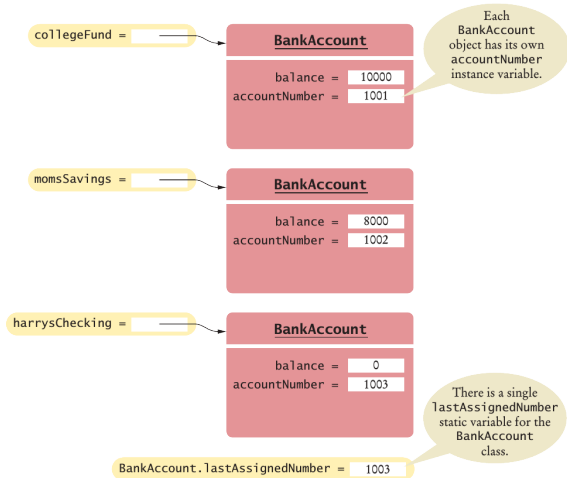 collegeFund =
BankAccount
balance = 10000
accountNumber = 1001
Each
BankAccount
object has its own
accountNumber
instance variable.
momsSavings =
BankAccount
balance = 8000
accountNumber = 1002
harrysChecking =
BankAccount
balance = 0
accountNumber = 1003
There is a single
lastAssignedNumber
static variable for the
BankAccount
class.
BankAccount.lastAssignedNumber = 1003